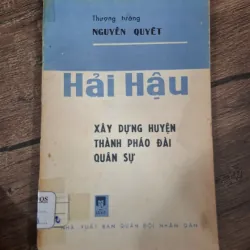 Thượng tướng
NGUYỄN QUYẾT
Hải Hậu
XÂY DỰNG HUYỆN
THÀNH PHÁO ĐÀI
QUÂN SỰ
NHÀ XUẤT BẢN QUÂN ĐỘI NHÂN DÂN